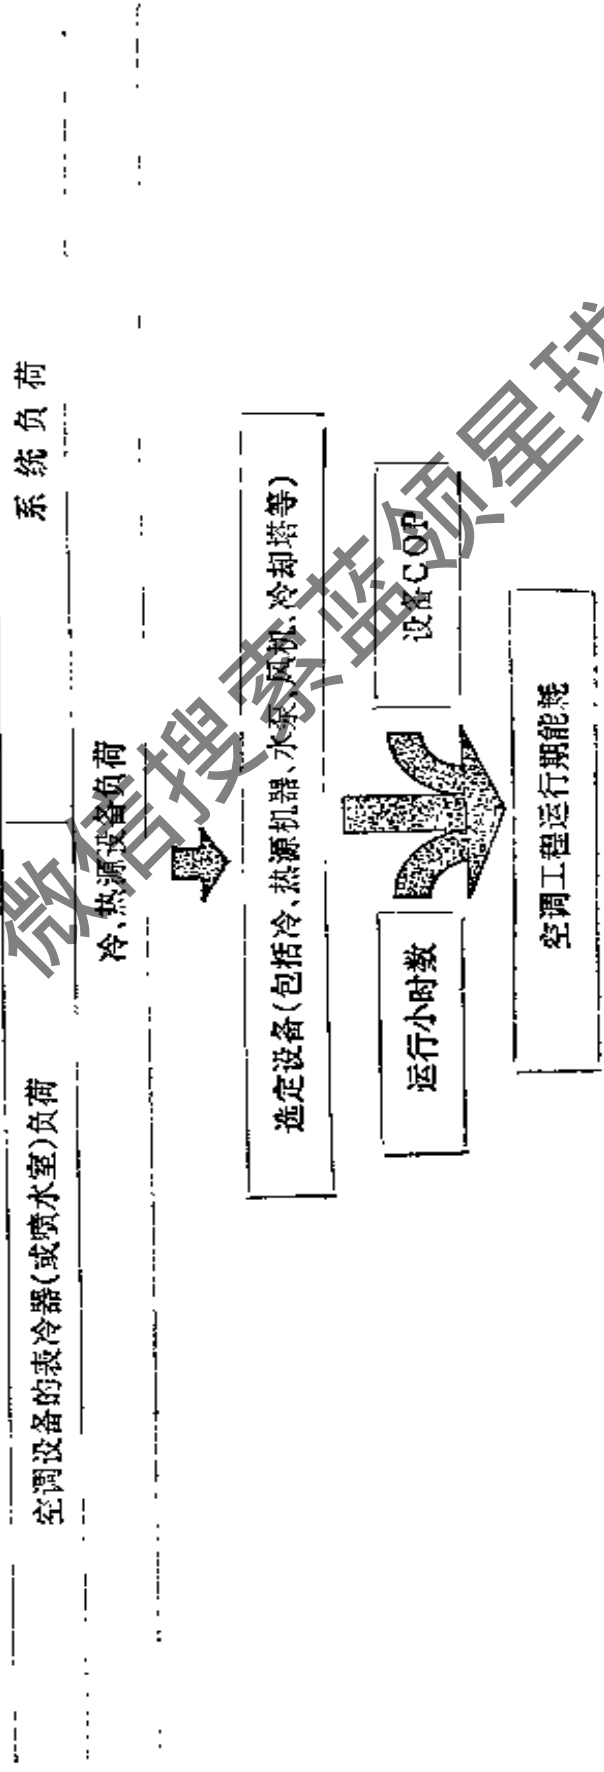 空调设备的表冷器(或喷水室)负荷
系统负荷
冷、热源设备负荷
选定设备(包括冷、热源机器、水泵、风机、冷却塔等)
运行小时数
设备COP
空调工程运行期能耗
微信搜索蓝领星球